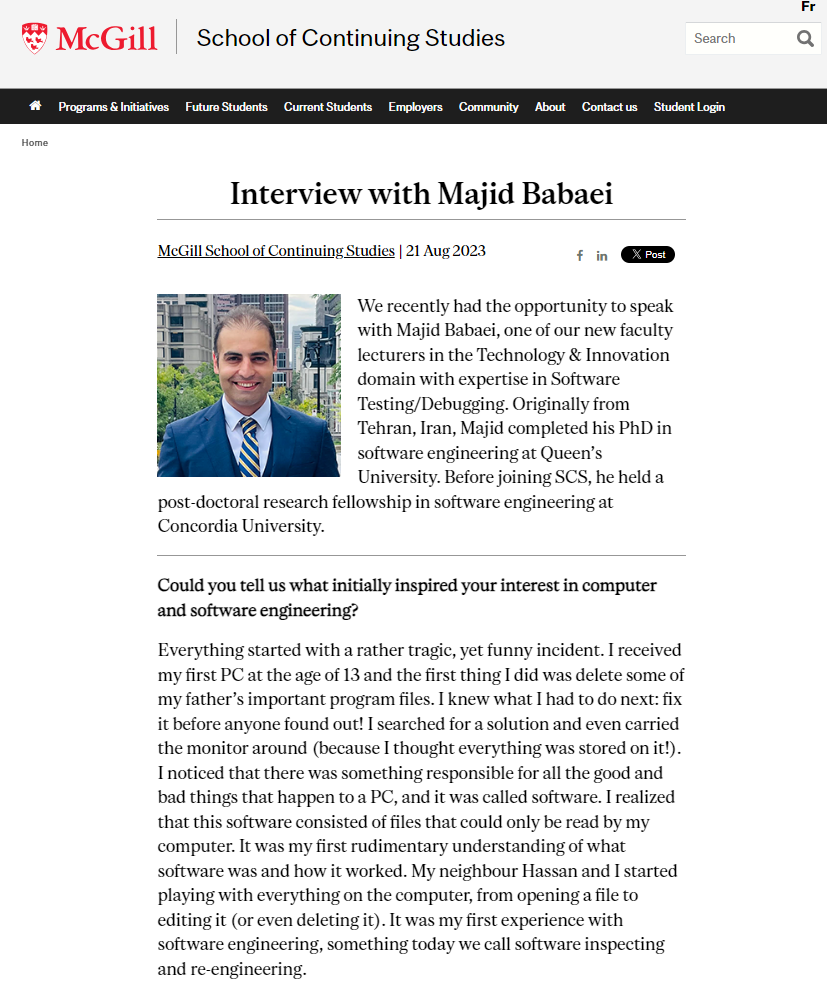 Fr
McGill
School of Continuing Studies
Search
Programs & Initiatives Future Students Current Students Employers Community About Contact us Student Login
Home
Interview with Majid Babaei
McGill School of Continuing Studies | 21 Aug 2023
f in X Post
We recently had the opportunity to speak
with Majid Babaei, one of our new faculty
lecturers in the Technology & Innovation
domain with expertise in Software
Testing/Debugging. Originally from
Tehran, Iran, Majid completed his PhD in
software engineering at Queen’s
University. Before joining SCS, he held a
post-doctoral research fellowship in software engineering at
Concordia University.
Could you tell us what initially inspired your interest in computer
and software engineering?
Everything started with a rather tragic, yet funny incident. I received
my first PC at the age of 13 and the first thing I did was delete some of
my father’s important program files. I knew what I had to do next: fix
it before anyone found out! I searched for a solution and even carried
the monitor around (because I thought everything was stored on it!).
I noticed that there was something responsible for all the good and
bad things that happen to a PC, and it was called software. I realized
that this software consisted of files that could only be read by my
computer. It was my first rudimentary understanding of what
software was and how it worked. My neighbour Hassan and I started
playing with everything on the computer, from opening a file to
editing it (or even deleting it). It was my first experience with
software engineering, something today we call software inspecting
and re-engineering.